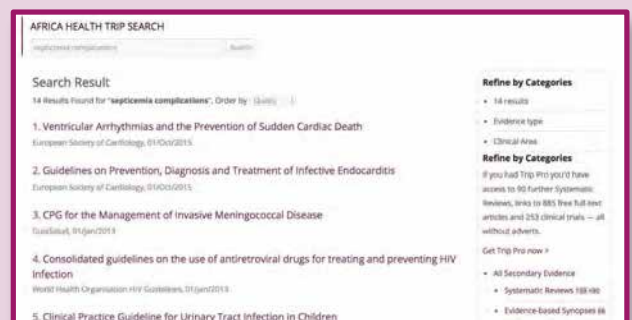 AFRICA HEALTH TRIP SEARCH
septicemia complications
Search
Search Result
14 Results Found for "septicemia complications", Order by Quality
1. Ventricular Arrhythmias and the Prevention of Sudden Cardiac Death
European Society of Cardiology, 01/Oct/2015
2. Guidelines on Prevention, Diagnosis and Treatment of Infective Endocarditis
European Society of Cardiology, 01/Oct/2015
3. CPG for the Management of Invasive Meningococcal Disease
GuiaSalud, 01/Jan/2013
4. Consolidated guidelines on the use of antiretroviral drugs for treating and preventing HIV
Infection
World Health Organisation HIV Guidelines, 01/Jan/2013
5. Clinical Practice Guideline for Urinary Tract Infection in Children
Refine by Categories
14 results
Evidence type
Clinical Area
Refine by Categories
If you had Trip Pro you'd have
access to 90 further Systematic
Reviews, links to 885 free full-text
articles and 253 clinical trials — all
without adverts.
Get Trip Pro now >
All Secondary Evidence
Systematic Reviews
Evidence-based Synopses